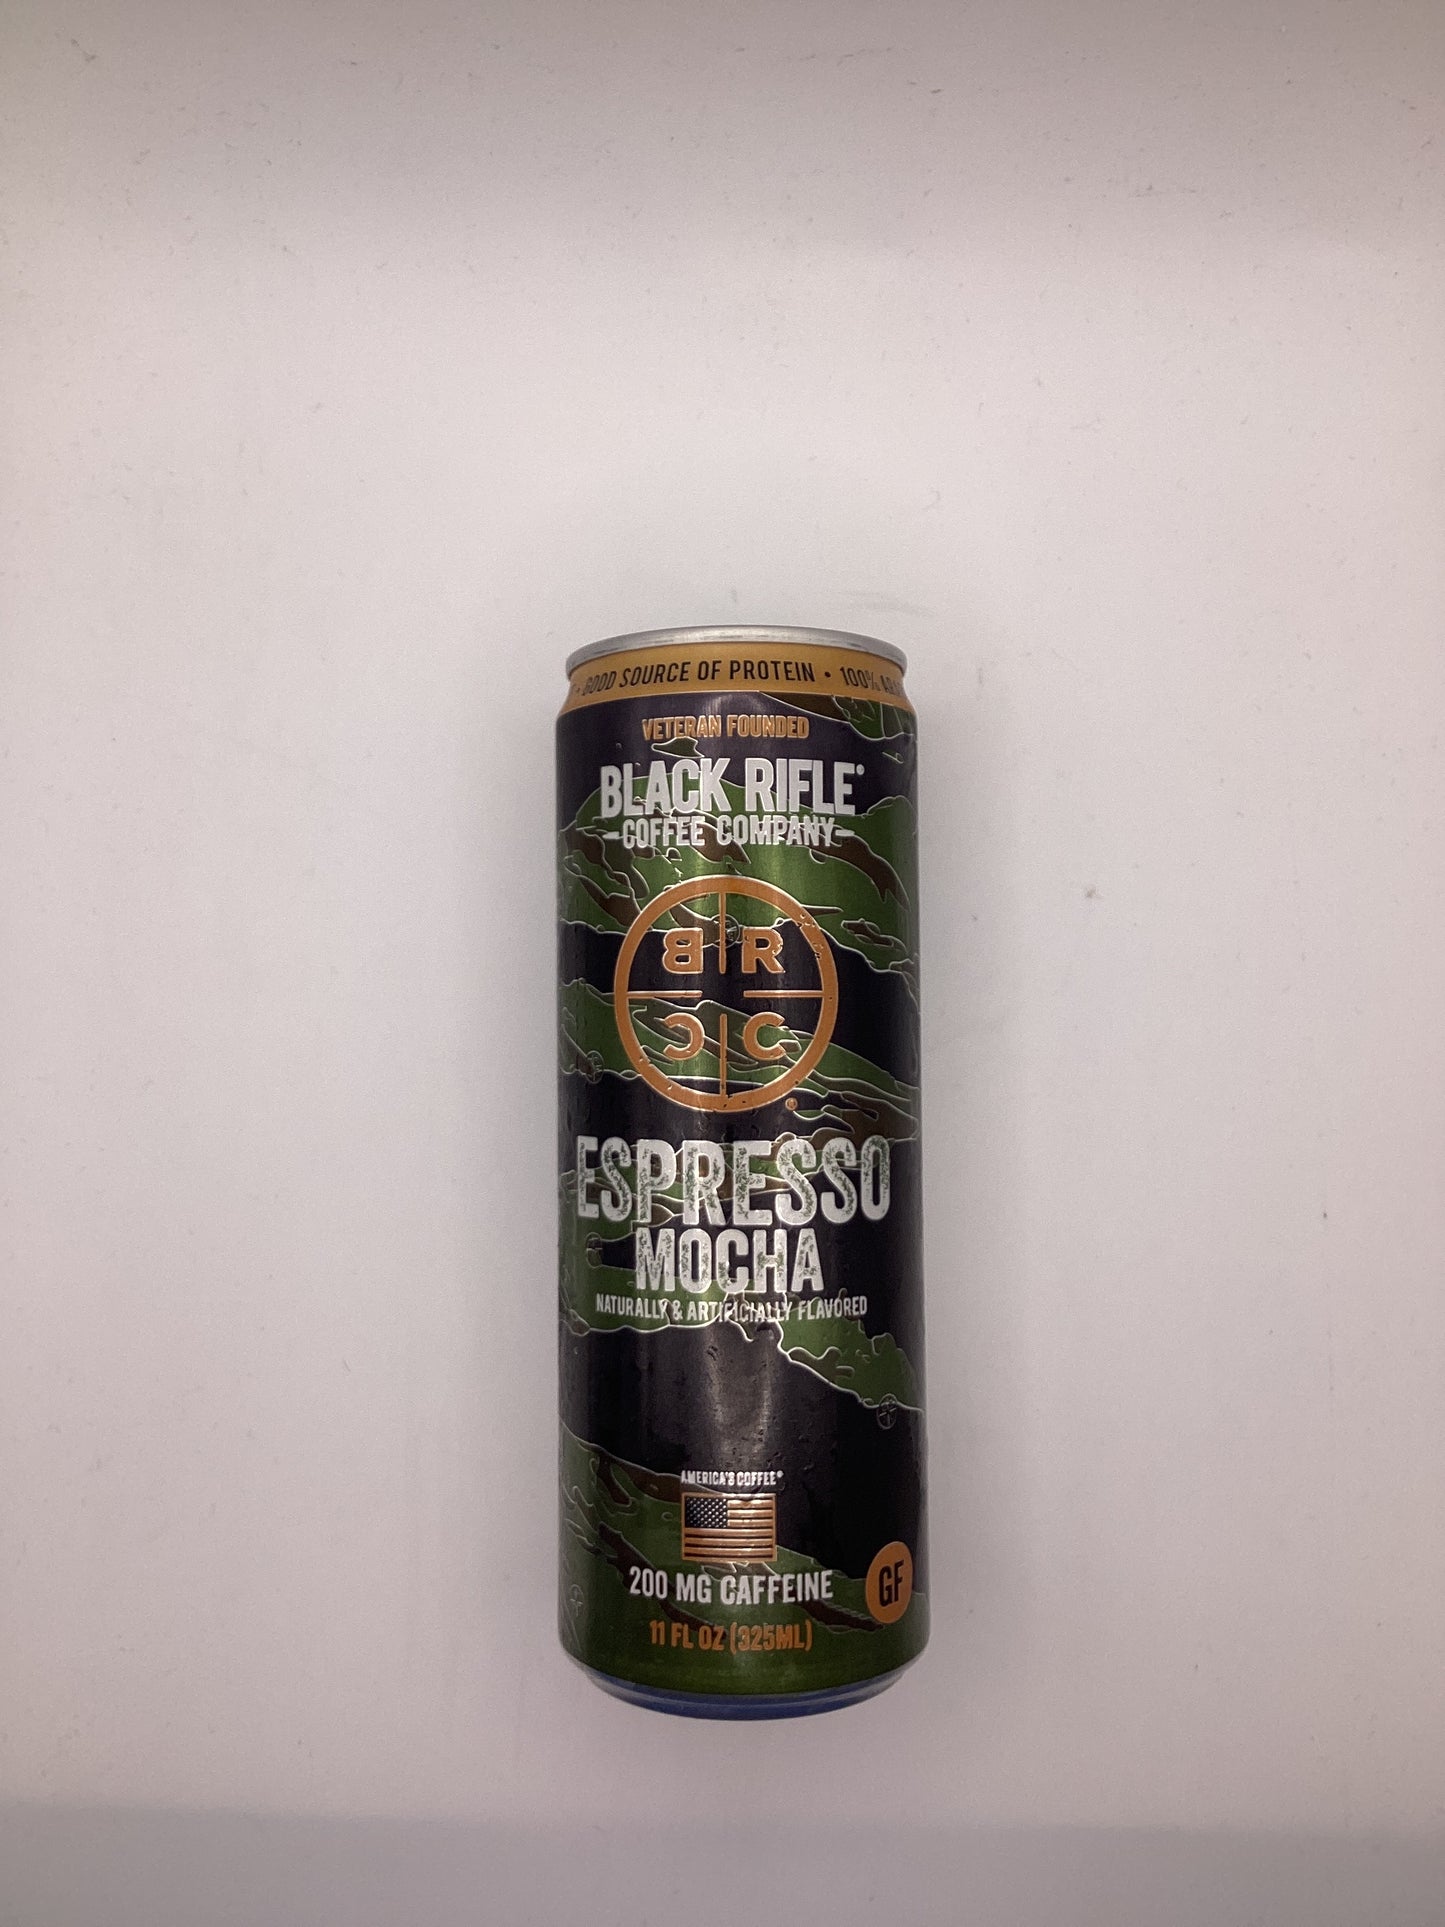 GOOD SOURCE OF PROTEIN • 100%
VETERAN FOUNDED
BLACK RIFLE®
COFFEE COMPANY
B R
C C
®
ESPRESSO
MOCHA
NATURALLY & ARTIFICIALLY FLAVORED
AMERICA'S COFFEE®
200 MG CAFFEINE
GF
11 FL OZ (325ML)